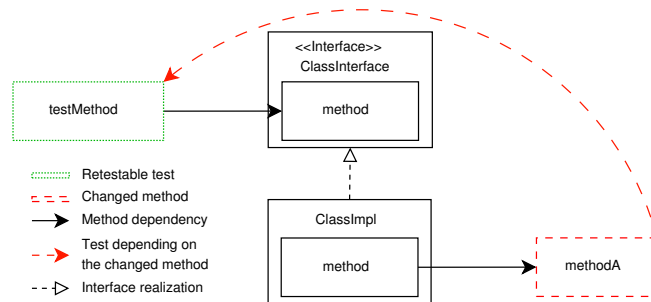 <<Interface>>
ClassInterface
testMethod
method
Retestable test
Changed method
Method dependency
Test depending on
the changed method
Interface realization
ClassImpl
method
methodA